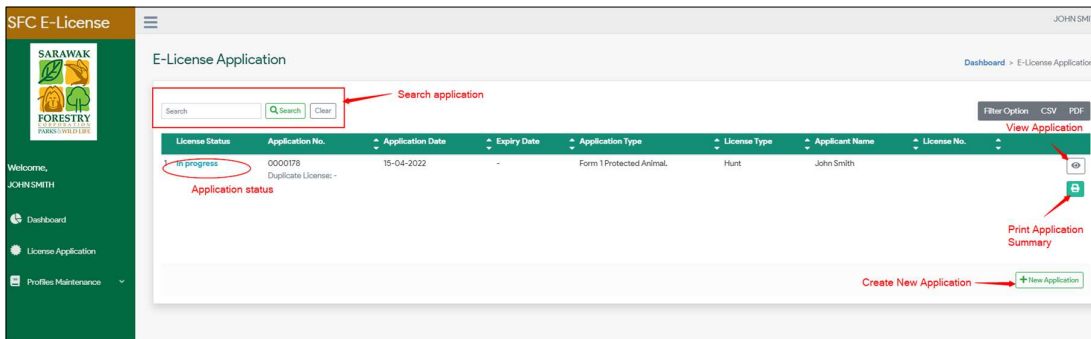 SFC E-License
JOHN SMI
SARAWAK
FORESTRY
CORPORATION
PARKS & WILD LIFE
E-License Application
Dashboard > E-License Application
Search application
Search
Search
Clear
Filter Option CSV PDF
View Application
License Status Application No. Application Date Expiry Date Application Type License Type Applicant Name License No.
1 In progress 0000178 15-04-2022 - Form 1 Protected Animal. Hunt John Smith
Duplicate License: -
Application status
Welcome,
JOHN SMITH
Dashboard
License Application
Profiles Maintenance
Print Application
Summary
Create New Application
+ New Application